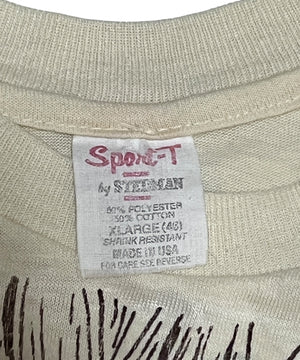 Sport-T
by STEDMAN
50% POLYESTER
50% COTTON
XLARGE (46)
SHRINK RESISTANT
MADE IN USA
FOR CARE SEE REVERSE